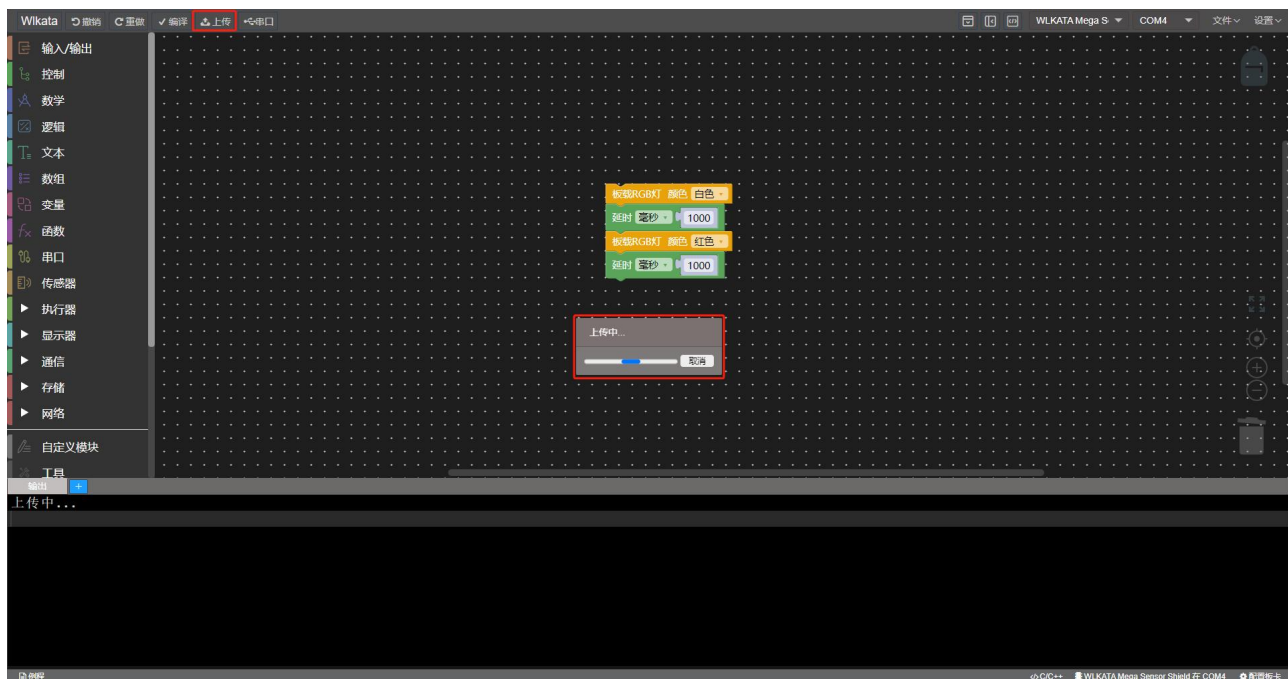 Wlkata 撤销 重做 编译 上传 串口 WLKATA Mega S COM4 文件 设置
输入/输出
控制
数学
逻辑
文本
数组
变量
函数
串口
传感器
执行器
显示器
通信
存储
网络
自定义模块
工具
板载RGB灯 颜色 白色
延时 毫秒 1000
板载RGB灯 颜色 红色
延时 毫秒 1000
上传中...
取消
输出 +
上传中...
例程 C/C++ WLKATA Mega Sensor Shield 在 COM4 配置板卡